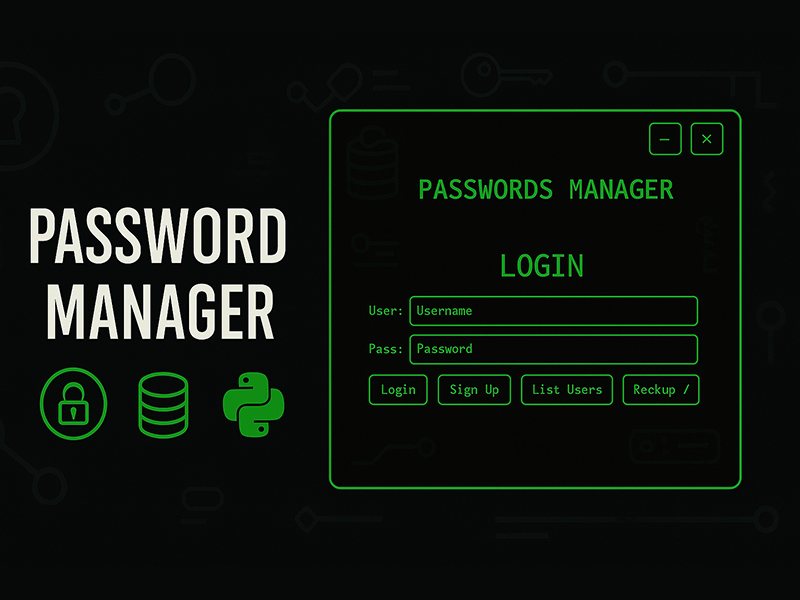 PASSWORD
MANAGER
PASSWORDS MANAGER
LOGIN
User: Username
Pass: Password
Login Sign Up List Users Reckup /